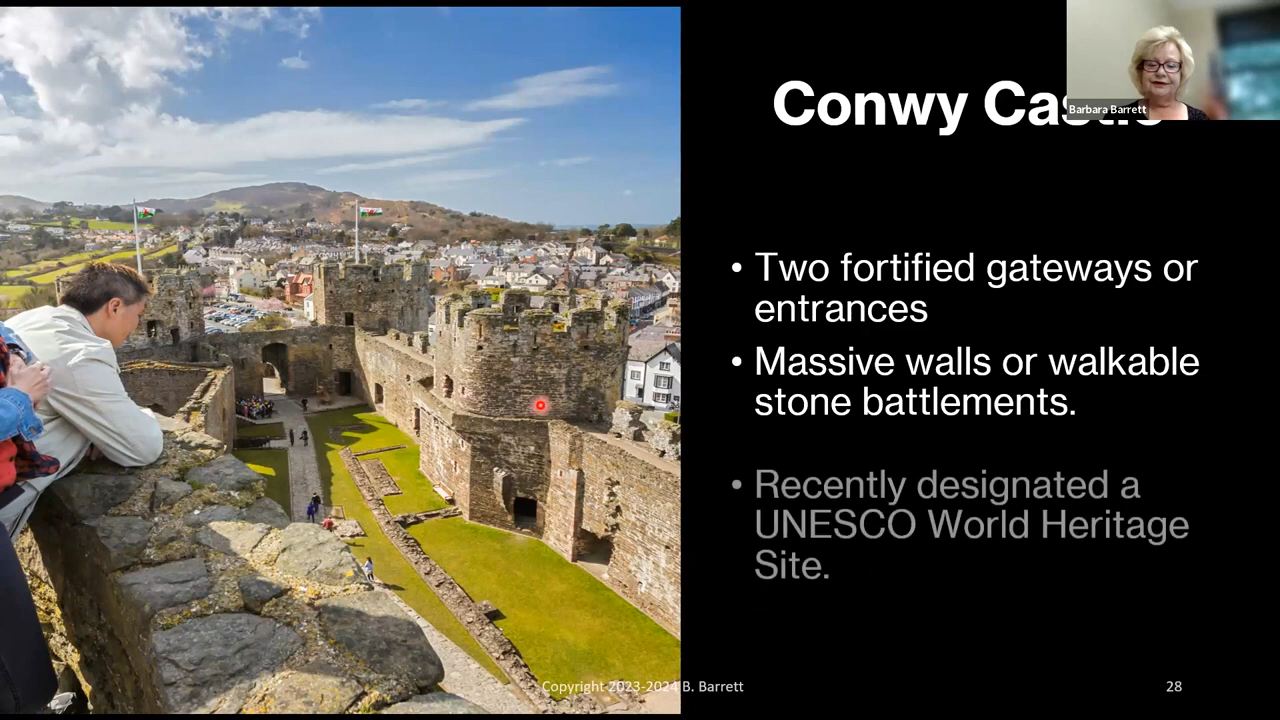 Barbara Barrett
Conwy Cas
• Two fortified gateways or
entrances
• Massive walls or walkable
stone battlements.
• Recently designated a
UNESCO World Heritage
Site.
Copyright 2023-2024 B. Barrett
28